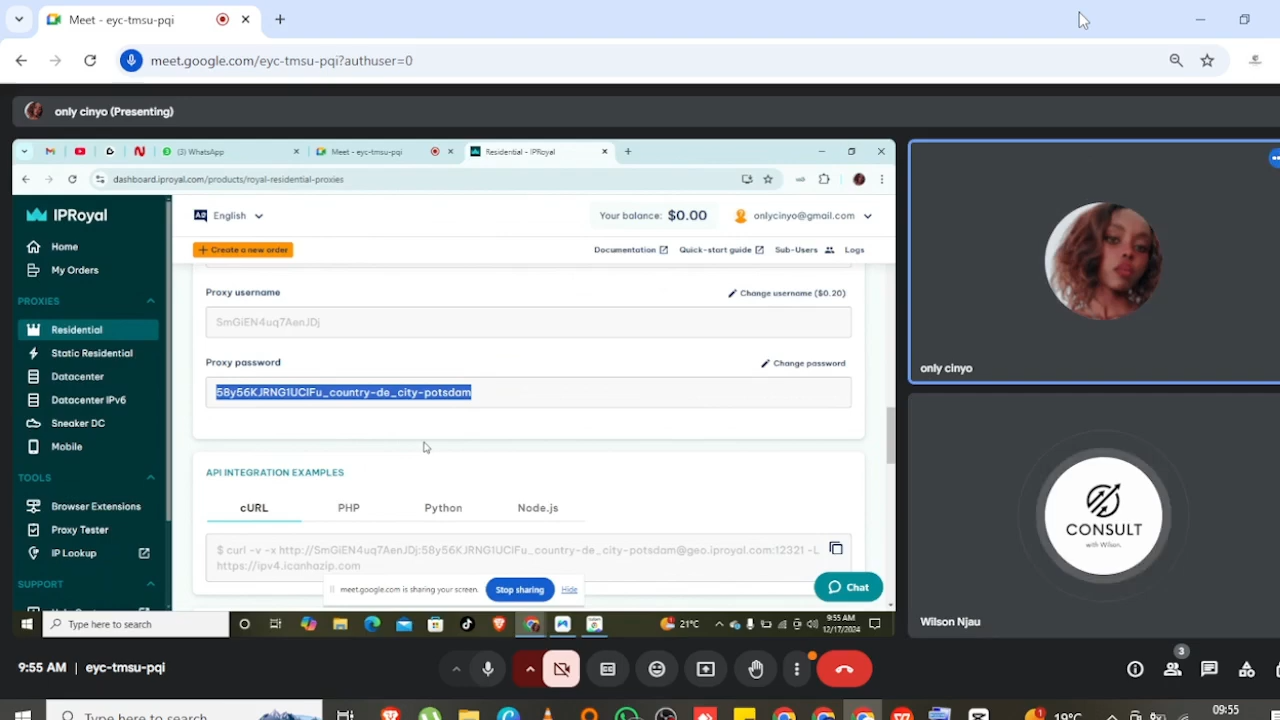 Meet - eyc-tmsu-pqi
meet.google.com/eyc-tmsu-pqi?authuser=0
only cinyo (Presenting)
(3) WhatsApp
Meet - eyc-tmsu-pqi
Residential - IPRoyal
dashboard.iproyal.com/products/royal-residential-proxies
IPRoyal
English
Your balance: $0.00
onlycinyo@gmail.com
+ Create a new order
Documentation
Quick-start guide
Sub-Users
Logs
Home
My Orders
PROXIES
Residential
Static Residential
Datacenter
Datacenter IPv6
Sneaker DC
Mobile
TOOLS
Browser Extensions
Proxy Tester
IP Lookup
SUPPORT
Proxy username
Change username ($0.20)
SmGiEN4uq7AenJDj
Proxy password
Change password
58y56KJRNG1UCIFu_country-de_city-potsdam
API INTEGRATION EXAMPLES
cURL
PHP
Python
Node.js
$ curl -v -x http://SmGiEN4uq7AenJDj:58y56KJRNG1UCIFu_country-de_city-potsdam@geo.iproyal.com:12321 -L
https://ipv4.icanhazip.com
meet.google.com is sharing your screen.
Stop sharing
Hide
Chat
Type here to search
21°C
9:55 AM
12/17/2024
only cinyo
CONSULT
with Wilson.
Wilson Njau
9:55 AM
eyc-tmsu-pqi
3
Type here to search
19°C
09:55